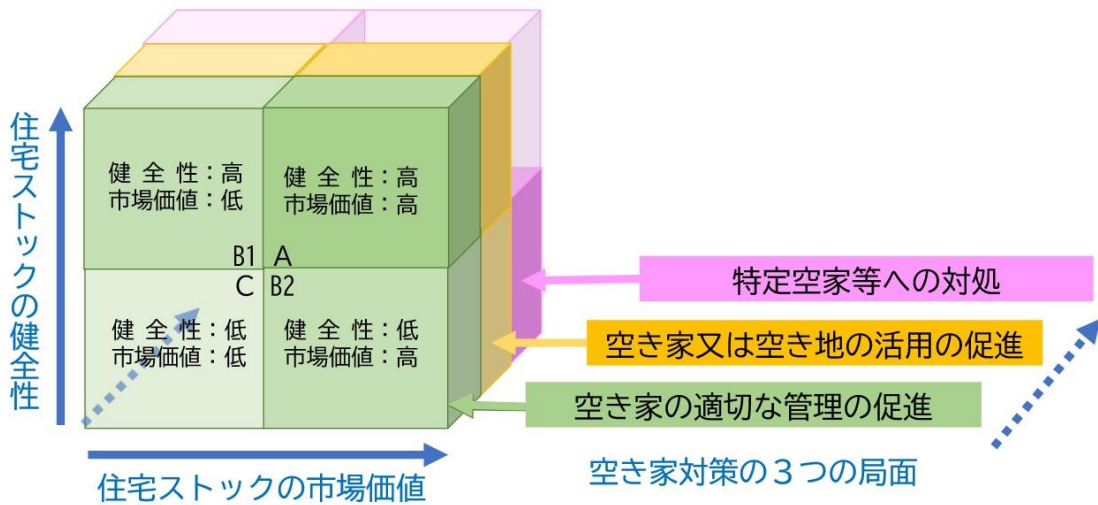 住宅ストックの健全性
健 全 性：高
市場価値：低
健 全 性：高
市場価値：高
B1
A
C
B2
健 全 性：低
市場価値：低
健 全 性：低
市場価値：高
特定空家等への対処
空き家又は空き地の活用の促進
空き家の適切な管理の促進
住宅ストックの市場価値
空き家対策の３つの局面